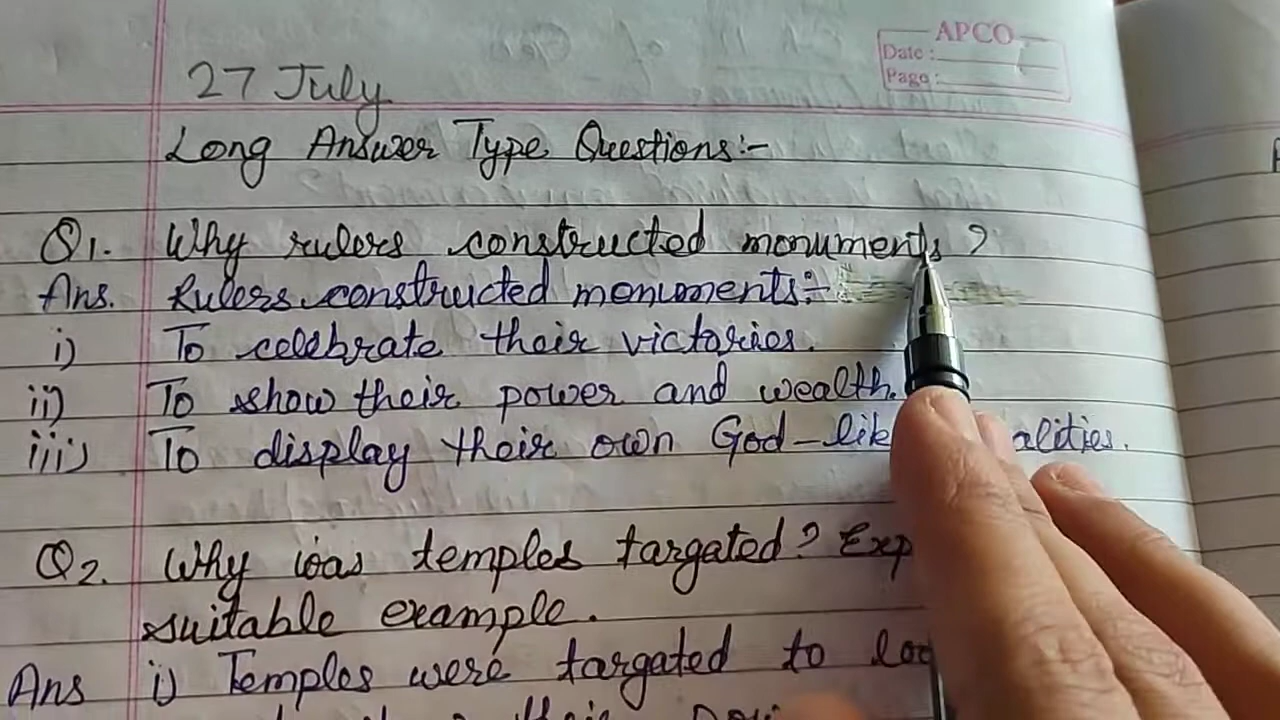 APCO
Date :
Page :
27 July
Long Answer Type Questions:-
Q1. Why rulers constructed monuments ?
Ans. Rulers constructed monuments:-
i) To celebrate their victories.
ii) To show their power and wealth.
iii) To display their own God-like
Q2. Why was temples targated?
suitable example.
Ans i) Temples were targated to
their